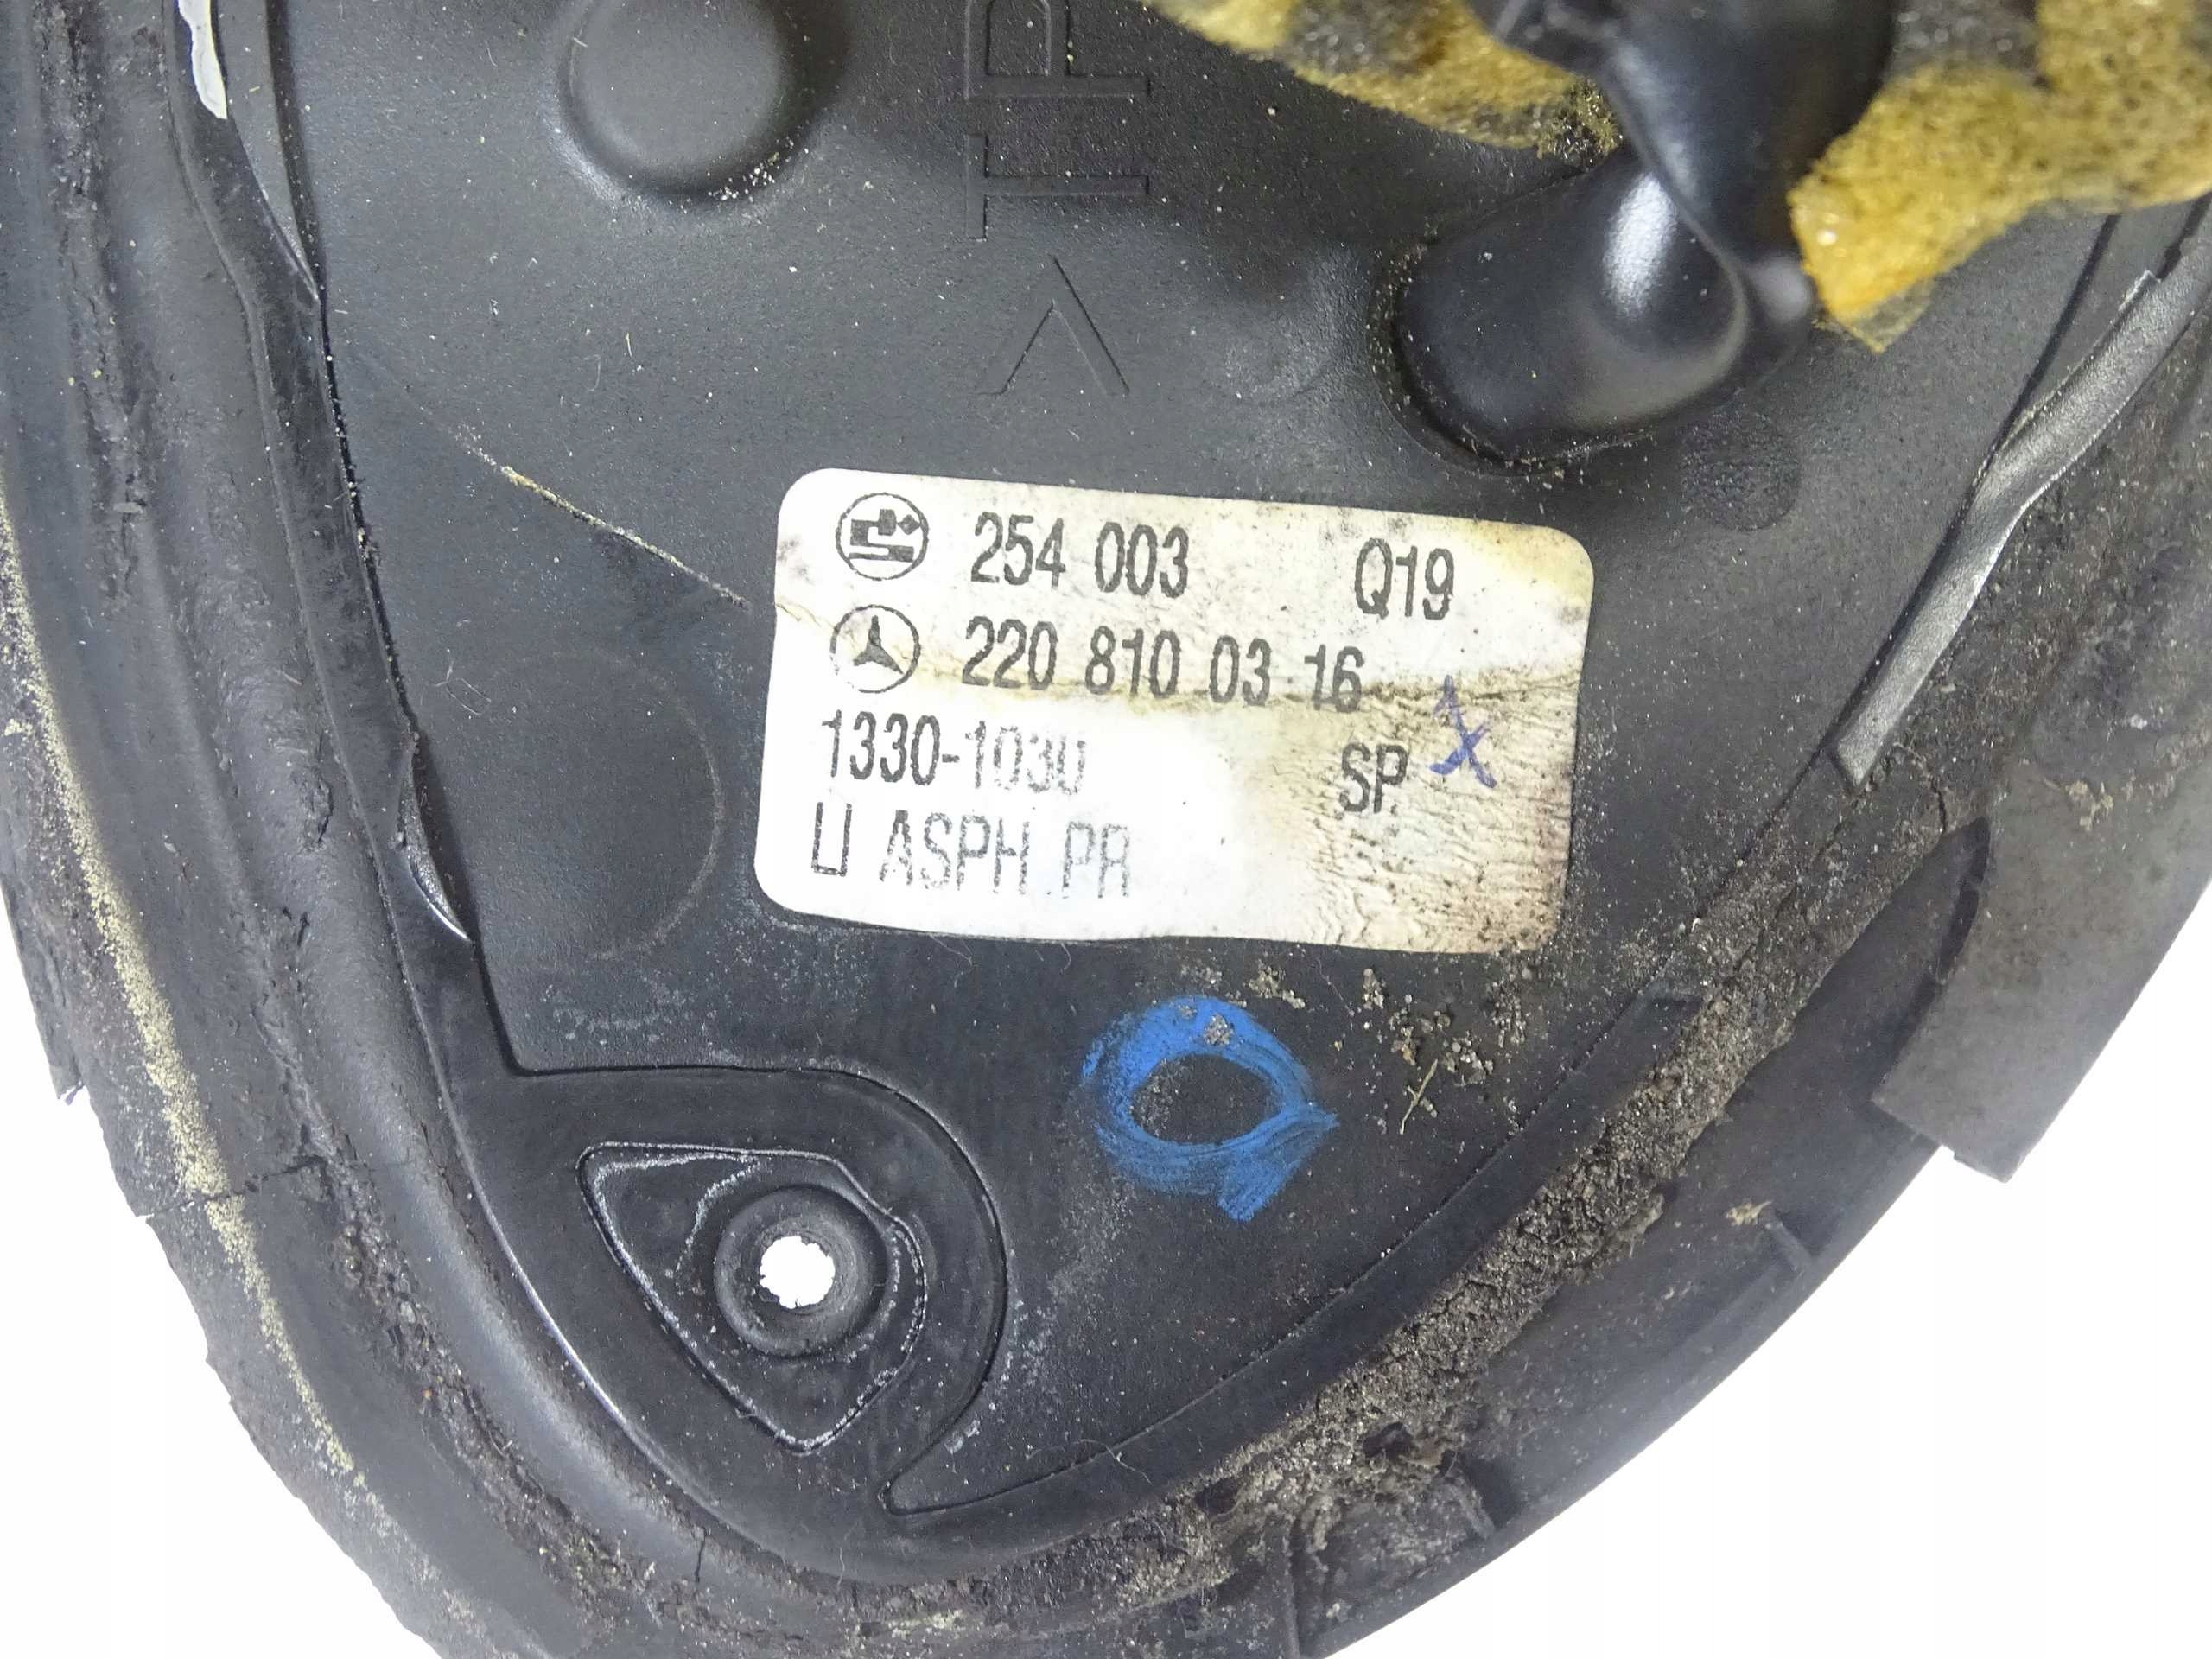 254 003 Q19
220 810 03 16
1330-1030 SP. X
U ASPH. PR